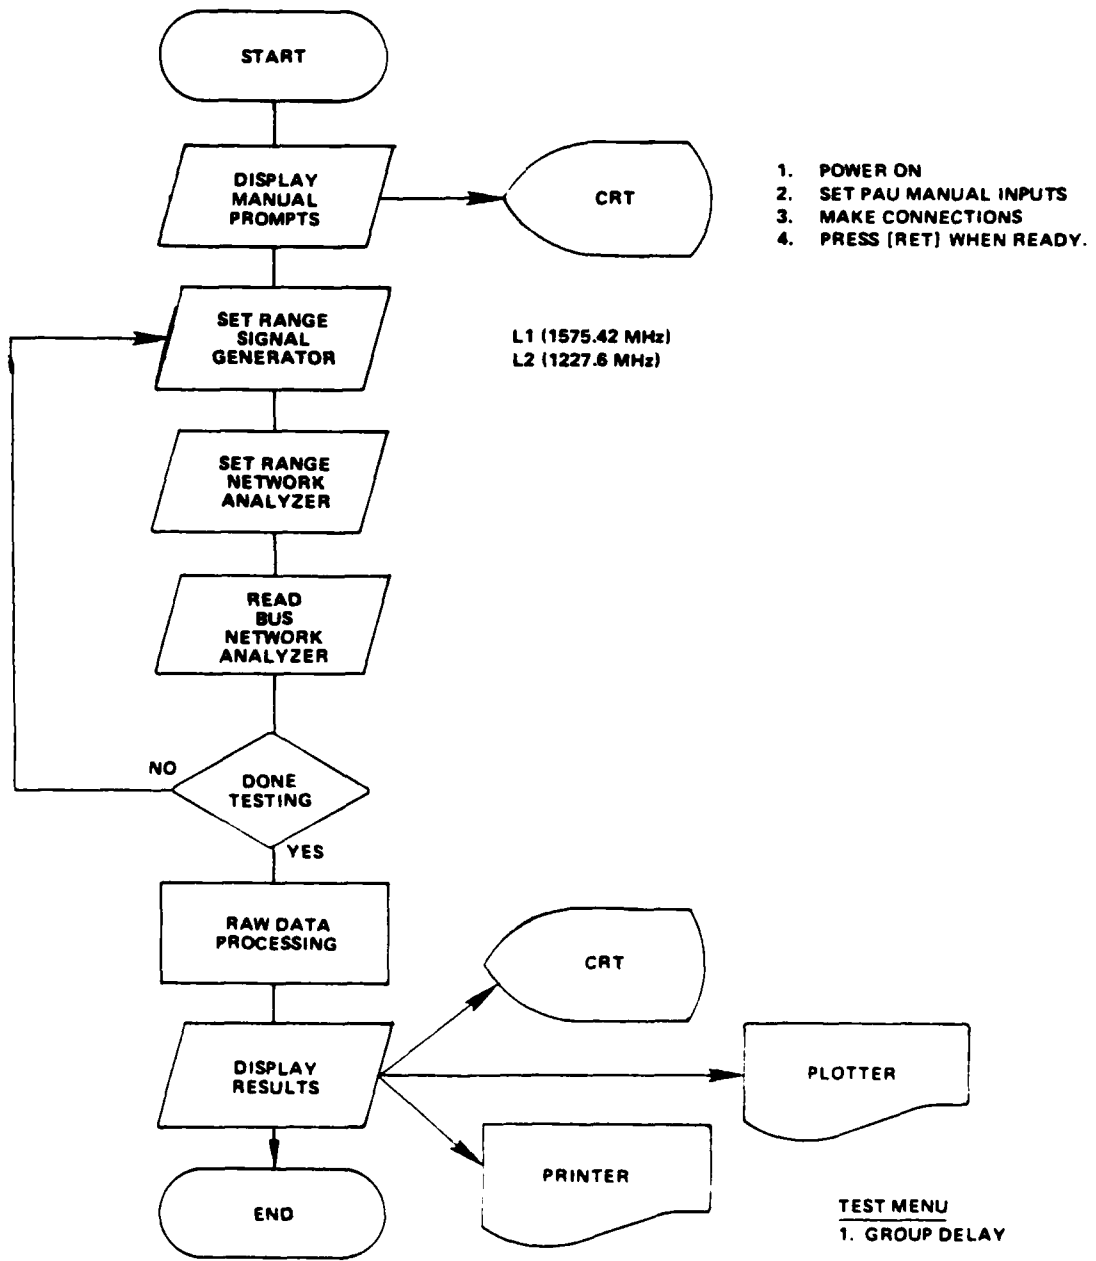 START
DISPLAY
MANUAL
PROMPTS
CRT
1. POWER ON
2. SET PAU MANUAL INPUTS
3. MAKE CONNECTIONS
4. PRESS [RET] WHEN READY.
SET RANGE
SIGNAL
GENERATOR
L1 (1575.42 MHz)
L2 (1227.6 MHz)
SET RANGE
NETWORK
ANALYZER
READ
BUS
NETWORK
ANALYZER
NO
DONE
TESTING
YES
RAW DATA
PROCESSING
CRT
DISPLAY
RESULTS
PLOTTER
PRINTER
END
TEST MENU
1. GROUP DELAY